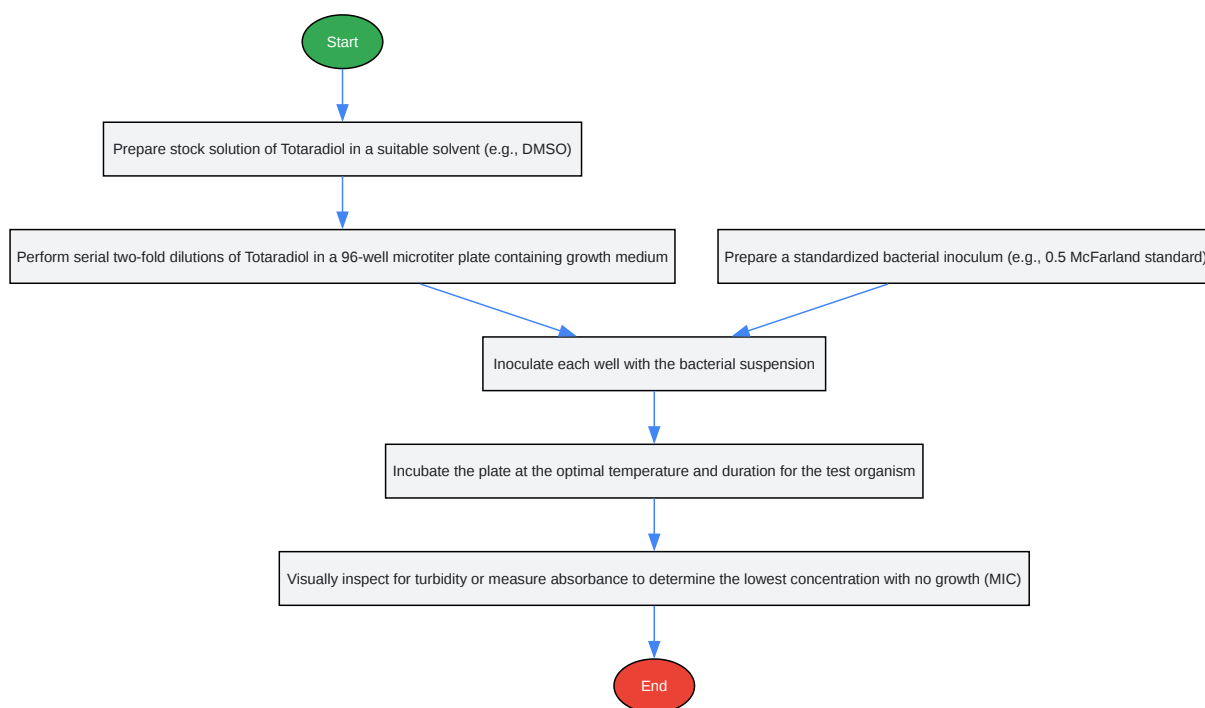 Start
Prepare stock solution of Totaradiol in a suitable solvent (e.g., DMSO)
Perform serial two-fold dilutions of Totaradiol in a 96-well microtiter plate containing growth medium
Prepare a standardized bacterial inoculum (e.g., 0.5 McFarland standard)
Inoculate each well with the bacterial suspension
Incubate the plate at the optimal temperature and duration for the test organism
Visually inspect for turbidity or measure absorbance to determine the lowest concentration with no growth (MIC)
End